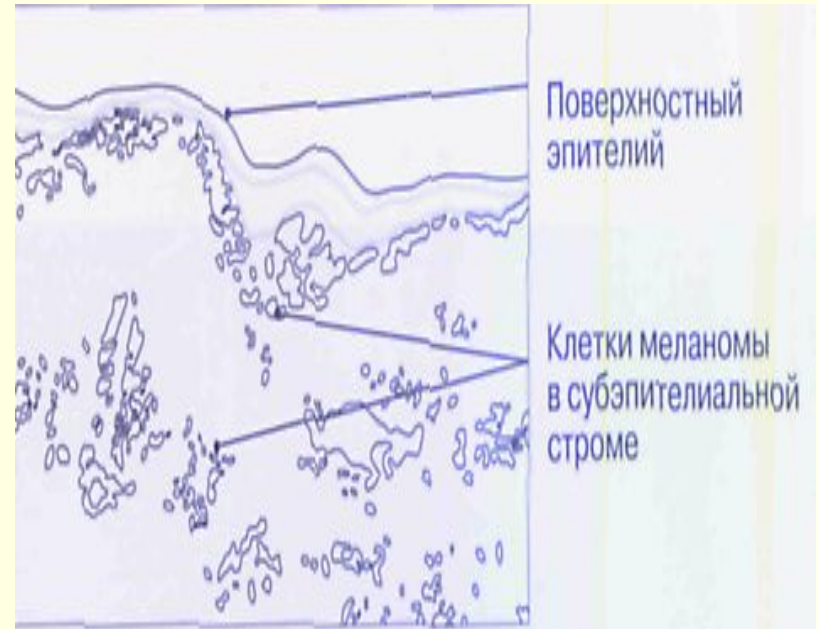 Поверхностный
эпителий
Клетки меланомы
в субэпителиальной
строме